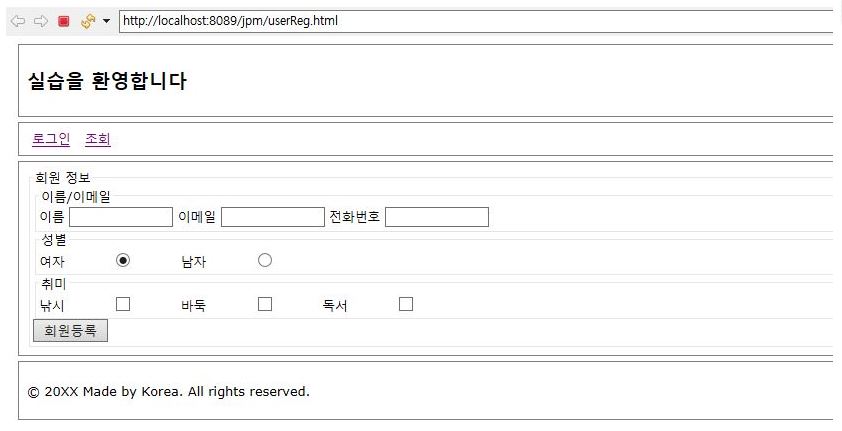 http://localhost:8089/jpm/userReg.html
실습을 환영합니다
로그인 조회
회원 정보
이름/이메일
이름 이메일 전화번호
성별
여자 남자
취미
낚시 바둑 독서
회원등록
© 20XX Made by Korea. All rights reserved.